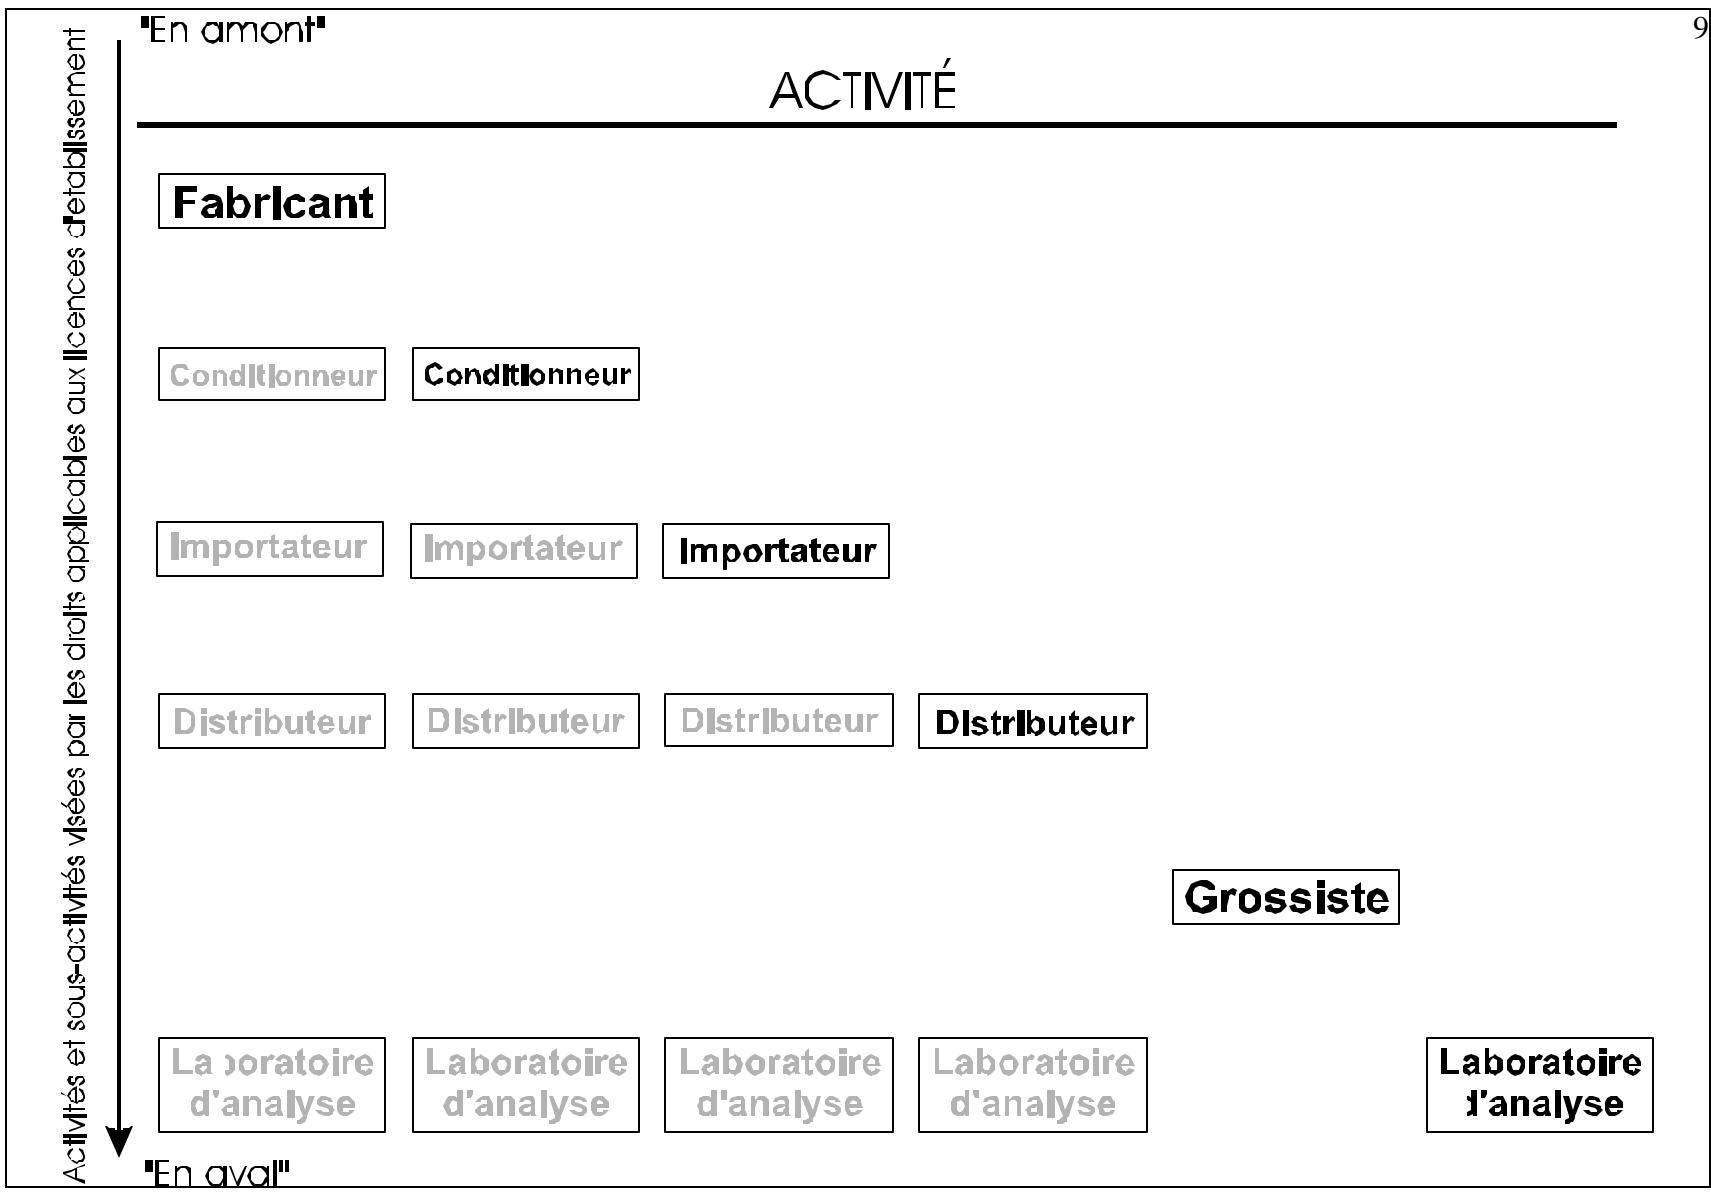 "En amont"
9
ACTIVITÉ
Activités et sous-activités visées par les droits applicables aux licences d'etablissement
Fabricant
Conditionneur Conditionneur
Importateur Importateur Importateur
Distributeur Distributeur Distributeur Distributeur
Grossiste
Laboratoire Laboratoire Laboratoire Laboratoire Laboratoire
d'analyse d'analyse d'analyse d'analyse d'analyse
"En aval"